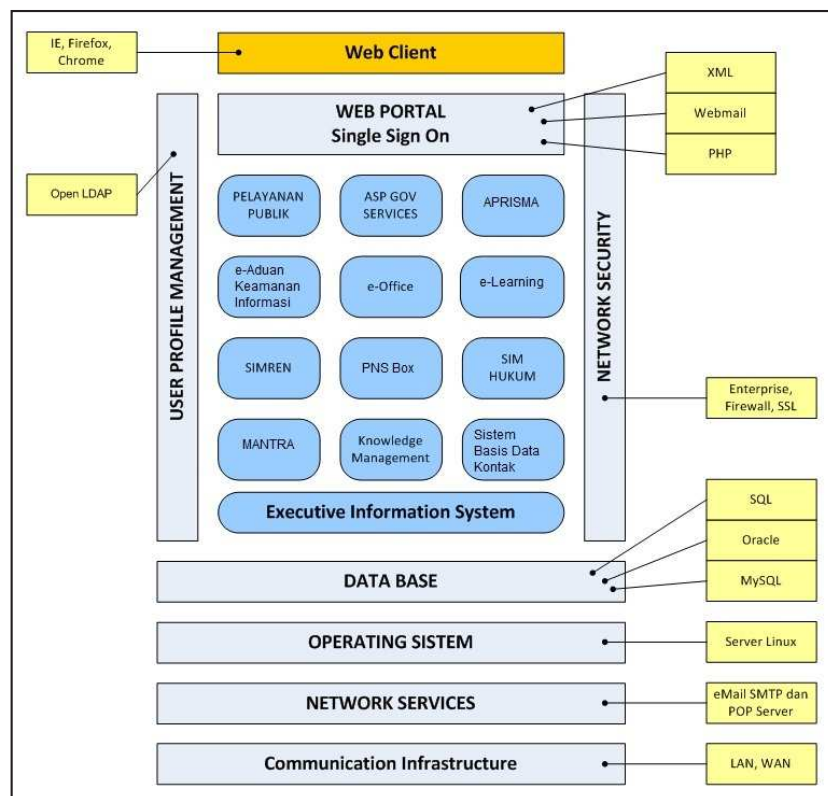 IE, Firefox,
Chrome
Web Client
WEB PORTAL
Single Sign On
XML
Webmail
PHP
Open LDAP
USER PROFILE MANAGEMENT
NETWORK SECURITY
PELAYANAN
PUBLIK
ASP GOV
SERVICES
APRISMA
e-Aduan
Keamanan
Informasi
e-Office
e-Learning
SIMREN
PNS Box
SIM
HUKUM
Enterprise,
Firewall, SSL
MANTRA
Knowledge
Management
Sistem
Basis Data
Kontak
Executive Information System
SQL
Oracle
MySQL
DATA BASE
OPERATING SISTEM
Server Linux
NETWORK SERVICES
eMail SMTP dan
POP Server
Communication Infrastructure
LAN, WAN